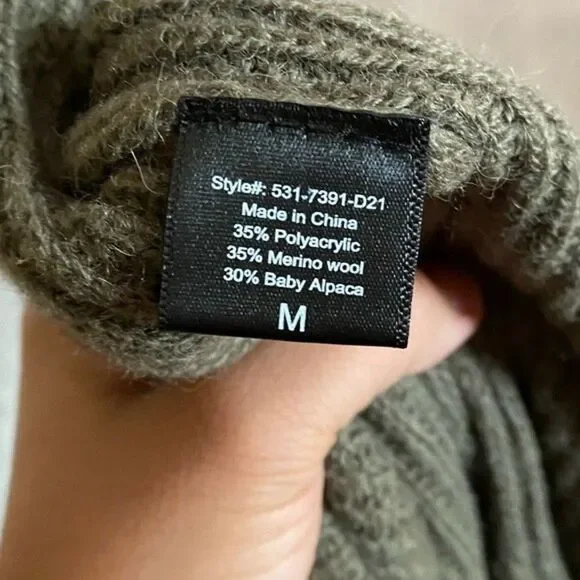 Style#: 531-7391-D21
Made in China
35% Polyacrylic
35% Merino wool
30% Baby Alpaca
M